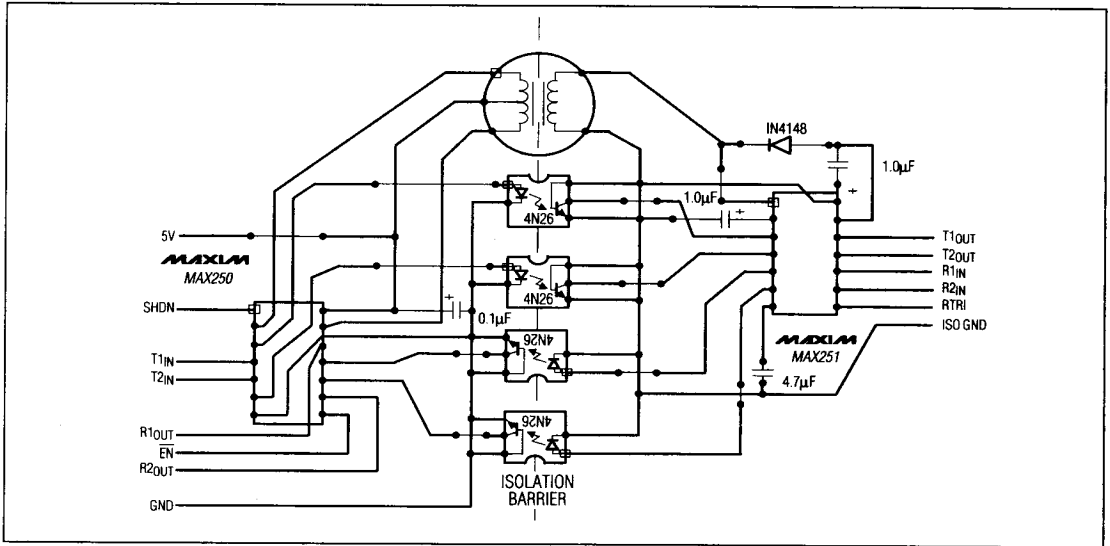 IN4148
1.0µF
+
4N26
1.0µF
+
5V
MAXIM
MAX250
T1OUT
T2OUT
R1IN
R2IN
RTRI
ISO GND
4N26
SHDN
+
0.1µF
4N26
MAXIM
MAX251
T1IN
T2IN
4.7µF
4N26
R1OUT
EN
R2OUT
ISOLATION
BARRIER
GND